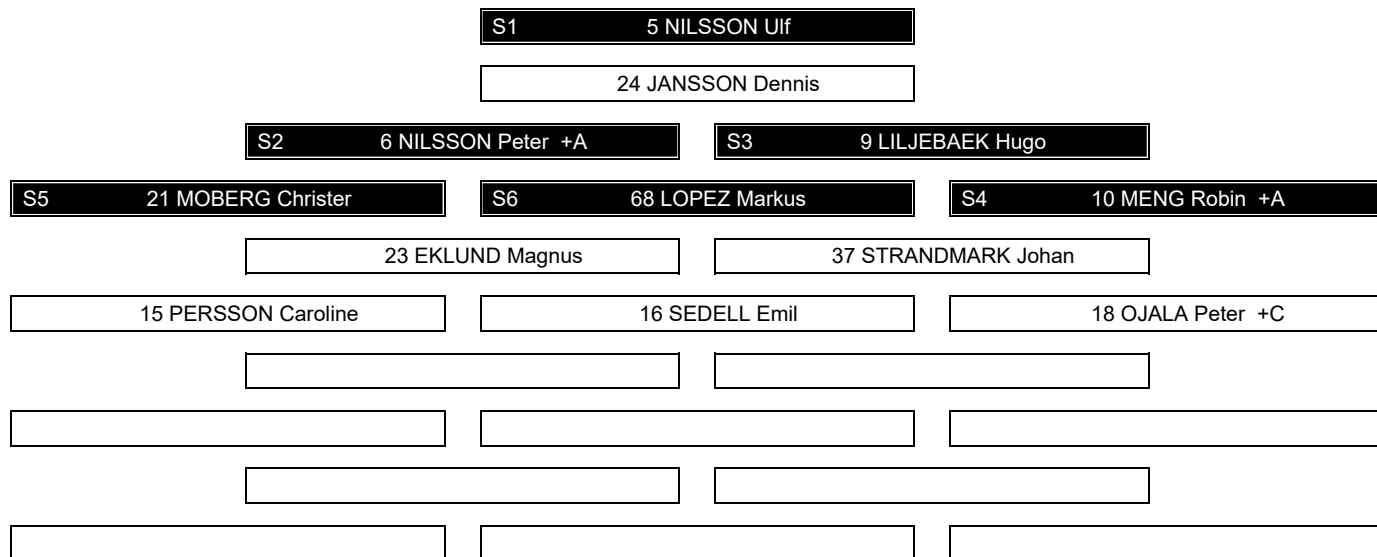 S1 5 NILSSON Ulf
24 JANSSON Dennis
S2 6 NILSSON Peter +A S3 9 LILJEBAEK Hugo
S5 21 MOBERG Christer S6 68 LOPEZ Markus S4 10 MENG Robin +A
23 EKLUND Magnus 37 STRANDMARK Johan
15 PERSSON Caroline 16 SEDELL Emil 18 OJALA Peter +C